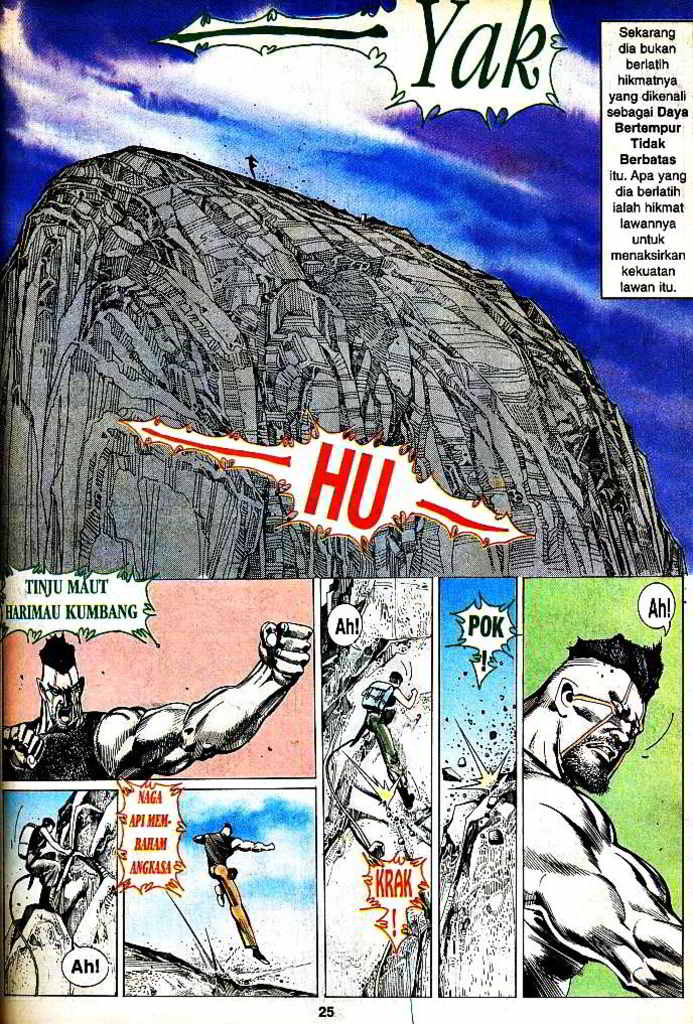 Yak
Sekarang
dia bukan
berlatih
hikmatnya
yang dikenali
sebagai Daya
Bertempur
Tidak
Berbatas
itu. Apa yang
dia berlatih
ialah hikmat
lawannya
untuk
menaksirkan
kekuatan
lawan itu.
HU
TINJU MAUT
HARIMAU KUMBANG
Ah!
NAGA
API MEM-
BAHAM
ANGKASA
Ah!
KRAK
!
POK
!
Ah!
25